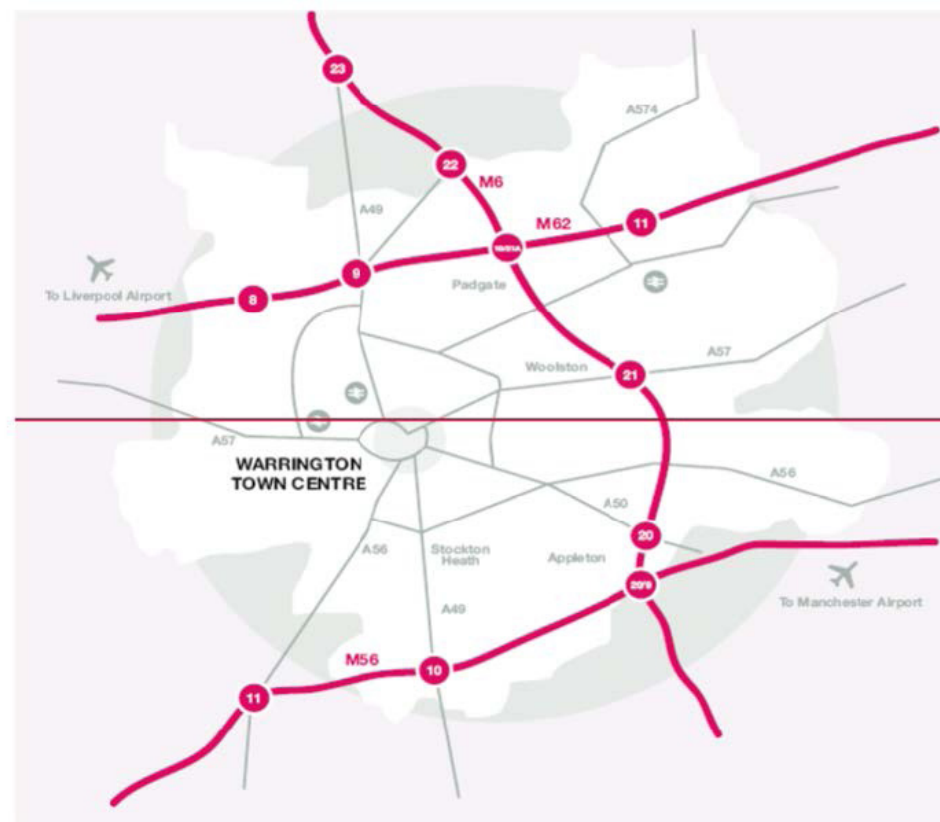 23
A574
22
M6
A49
M62
11
9
Padgate
To Liverpool Airport
8
A57
Woolston
21
A57
WARRINGTON
TOWN CENTRE
A56
A50
20
A56
Stockton
Heath
Appleton
A49
To Manchester Airport
M56
10
11